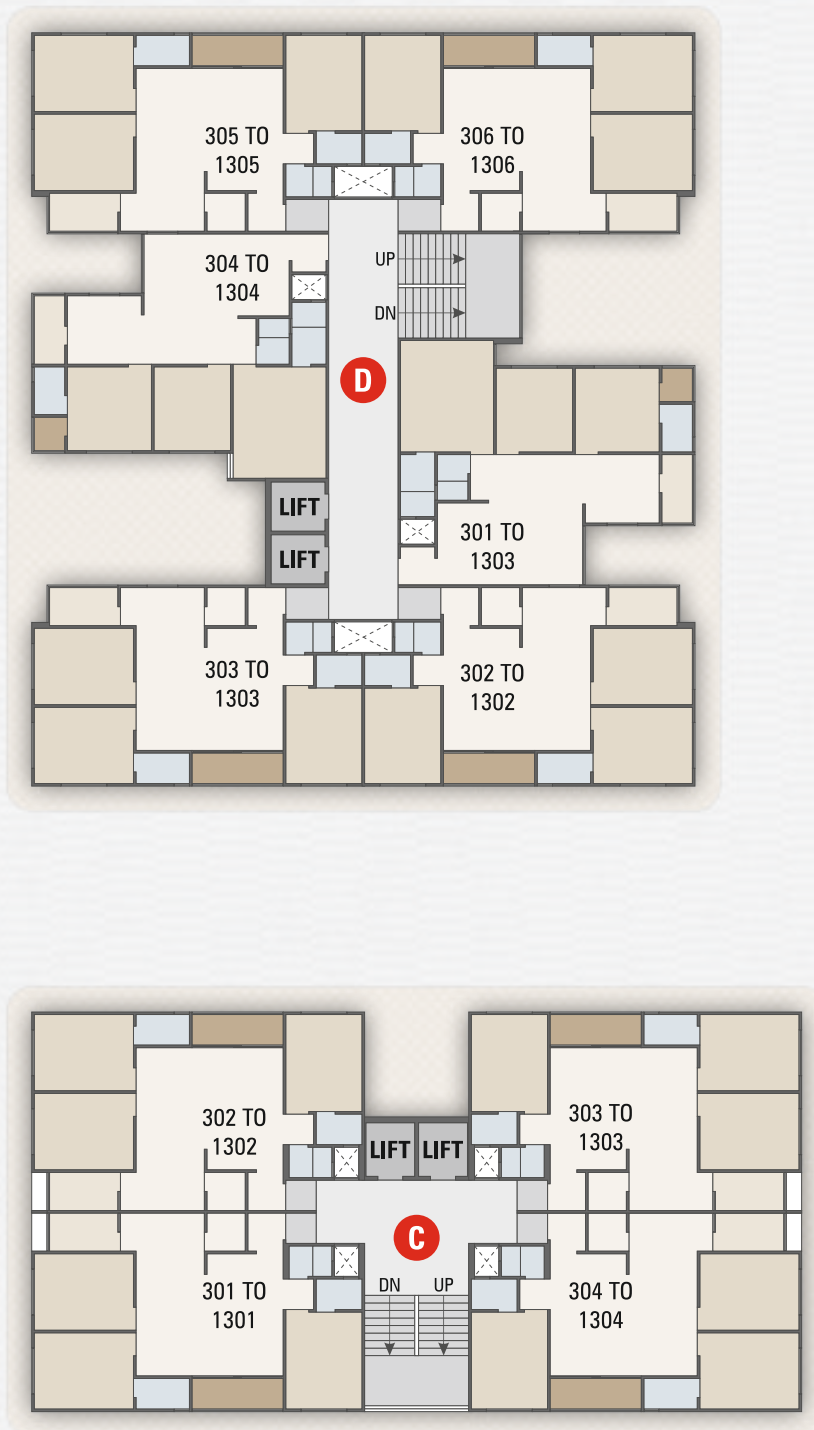 305 TO
1305
306 TO
1306
304 TO
1304
UP
DN
D
LIFT
LIFT
301 TO
1303
303 TO
1303
302 TO
1302
302 TO
1302
LIFT
LIFT
303 TO
1303
C
DN
UP
301 TO
1301
304 TO
1304